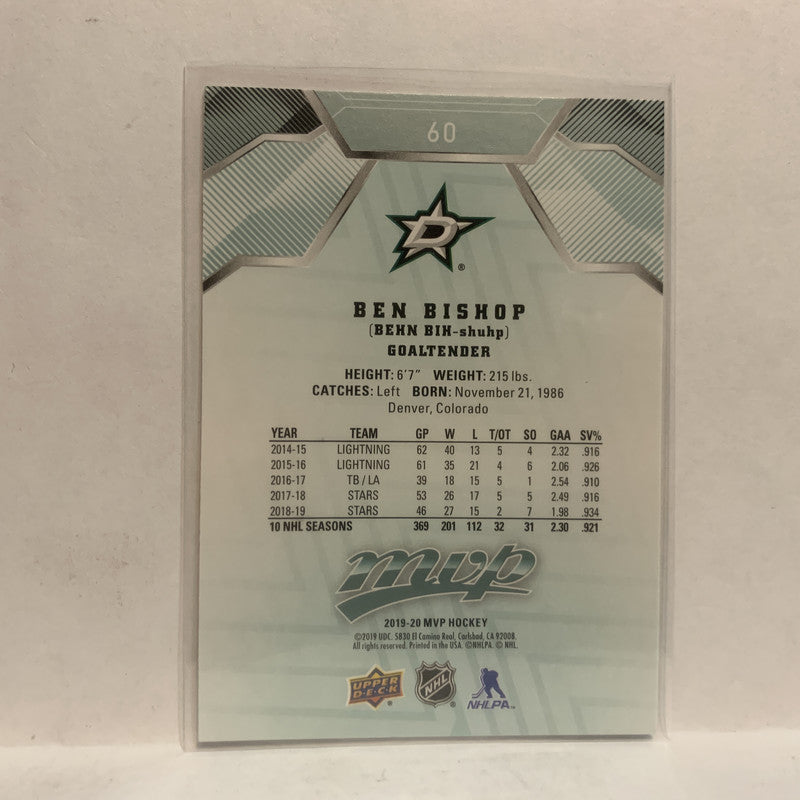 60
D
®
BEN BISHOP
(BEHN BIH-shuhp)
GOALTENDER
HEIGHT: 6'7" WEIGHT: 215 lbs.
CATCHES: Left BORN: November 21, 1986
Denver, Colorado
YEAR TEAM GP W L T/OT SO GAA SV%
2014-15 LIGHTNING 62 40 13 5 4 2.32 .916
2015-16 LIGHTNING 61 35 21 4 6 2.06 .926
2016-17 TB / LA 39 18 15 5 1 2.54 .910
2017-18 STARS 53 26 17 5 5 2.49 .916
2018-19 STARS 46 27 15 2 7 1.98 .934
10 NHL SEASONS 369 201 112 32 31 2.30 .921
mvp
2019-20 MVP HOCKEY
©2019 UDC. 5830 El Camino Real, Carlsbad, CA 92008.
All rights reserved. Printed in the USA. ©NHLPA. © NHL.
UPPER DECK ® NHL ® NHLPA™